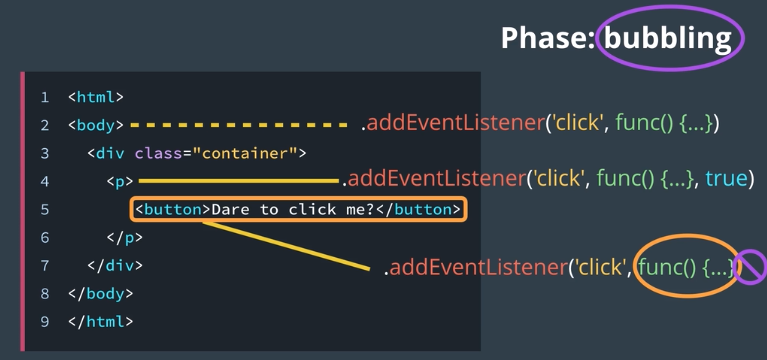 Phase: bubbling
1 <html>
2 <body> .addEventListener('click', func() {...})
3 <div class="container">
4 <p> .addEventListener('click', func() {...}, true)
5 <button>Dare to click me?</button>
6 </p>
7 </div> .addEventListener('click', func() {...}
8 </body>
9 </html>